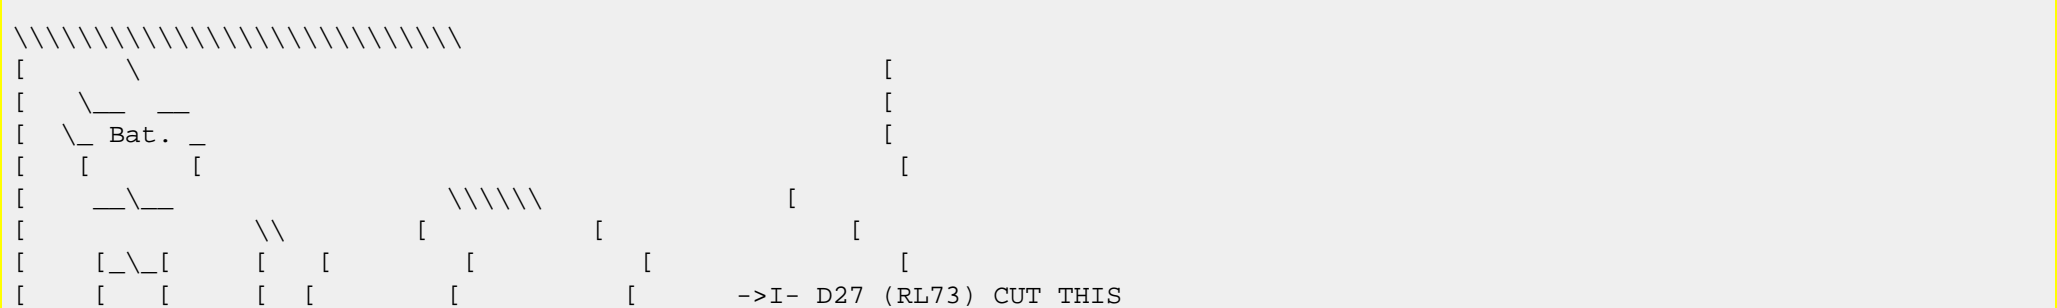 \\\\\\\\\\\\\\\\\\\\\\\\\\\\
[      \                                               [
[   \__  __                                            [
[  \_ Bat. _                                           [
[   [      [                                            [
[    __\__                 \\\\\\               [
[              \\        [          [               [
[    [_\_[     [   [        [          [               [
[    [   [     [  [        [          [      ->I- D27 (RL73) CUT THIS